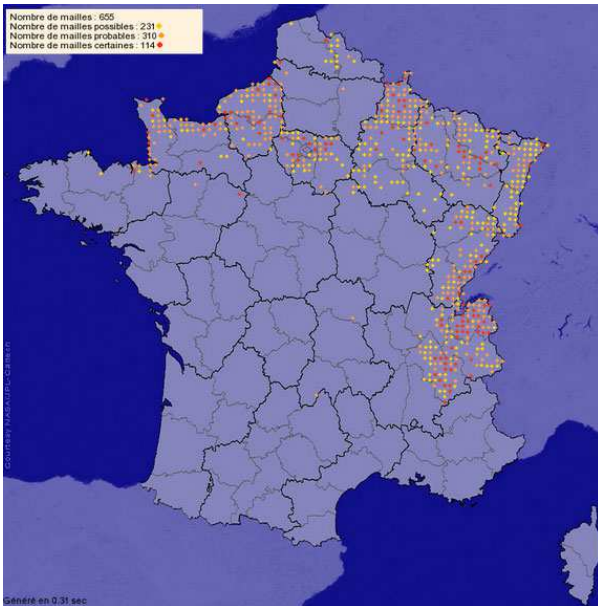 Nombre de mailles : 655
Nombre de mailles possibles : 231
Nombre de mailles probables : 310
Nombre de mailles certaines : 114
Courtesy NASA/JPL-Caltech
Généré en 0.31 sec